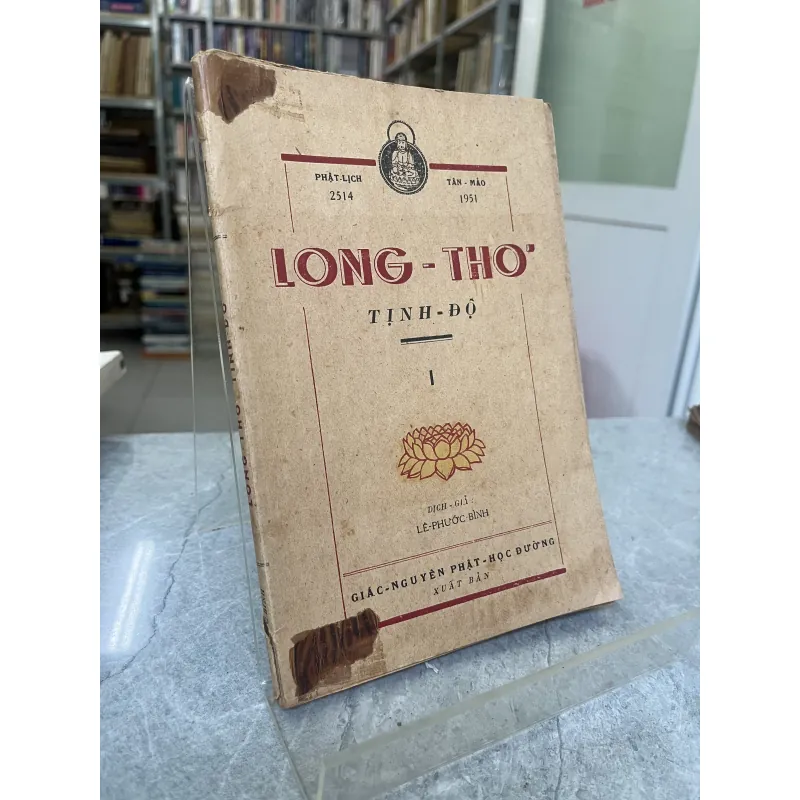 PHẬT-LỊCH
2514
TÂN-MÃO
1951
LONG-THƠ
TỊNH-ĐỘ
I
DỊCH-GIẢ:
LÊ-PHƯỚC-BÌNH
GIÁC-NGUYÊN PHẬT-HỌC ĐƯỜNG
XUẤT BẢN